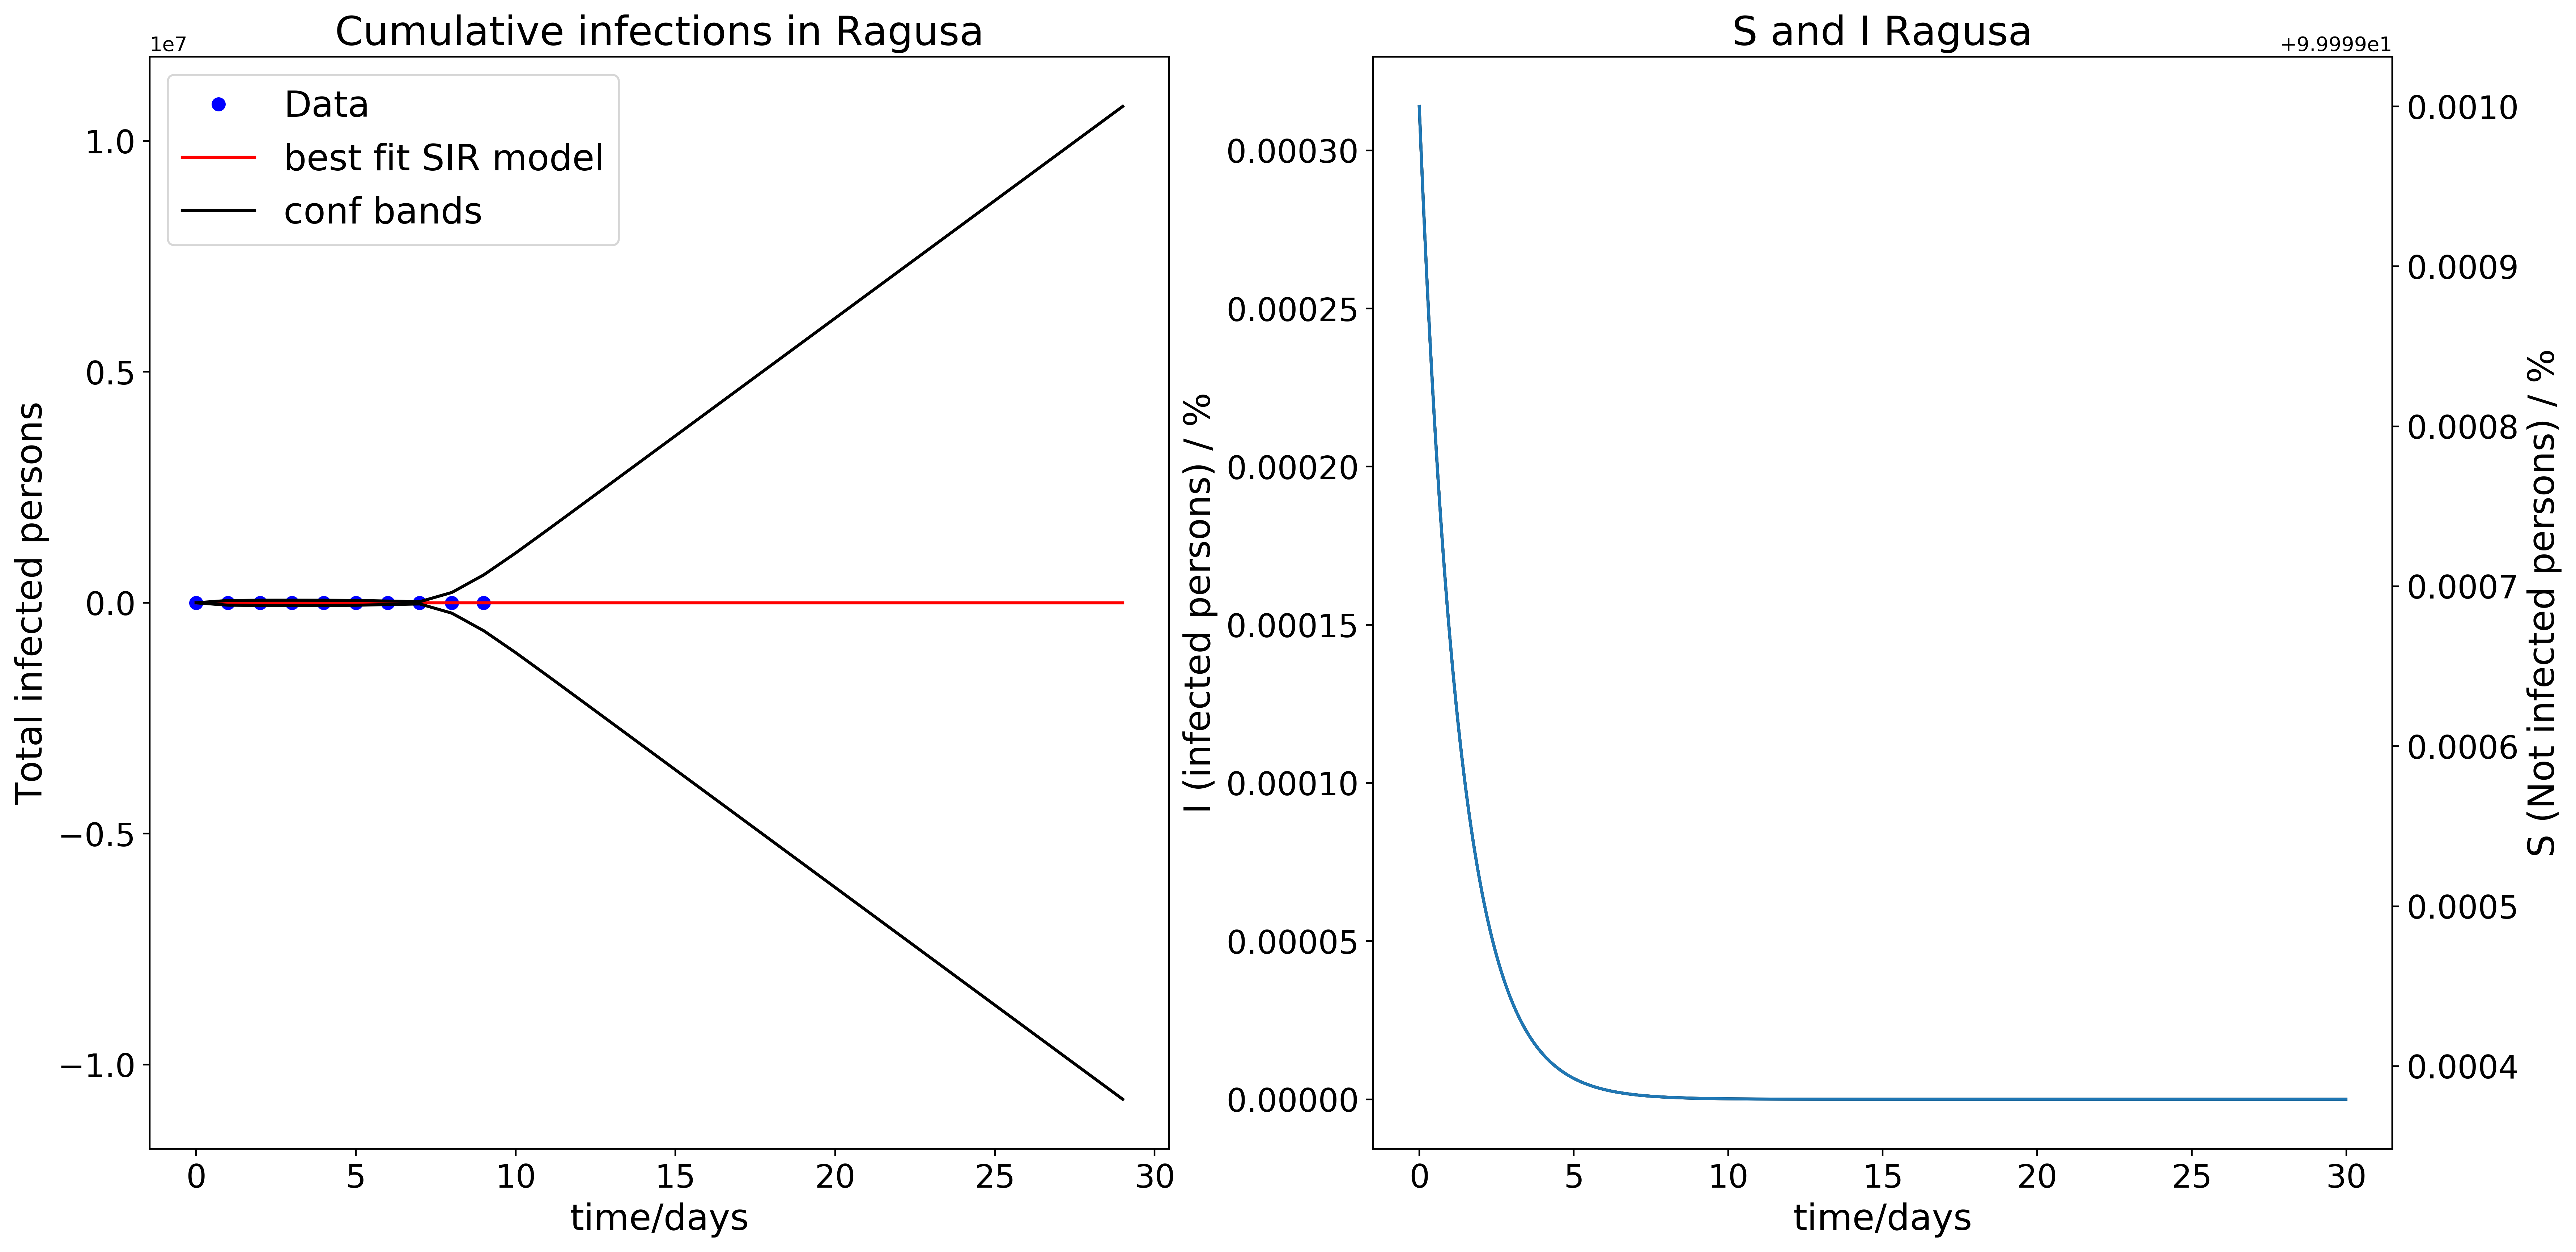 Cumulative infections in Ragusa
1e7
Data
best fit SIR model
conf bands
1.0
0.5
0.0
−0.5
−1.0
Total infected persons
0 5 10 15 20 25 30
time/days
S and I Ragusa
+9.9999e1
0.00030
0.00025
0.00020
0.00015
0.00010
0.00005
0.00000
I (infected persons) / %
0.0010
0.0009
0.0008
0.0007
0.0006
0.0005
0.0004
S (Not infected persons) / %
0 5 10 15 20 25 30
time/days